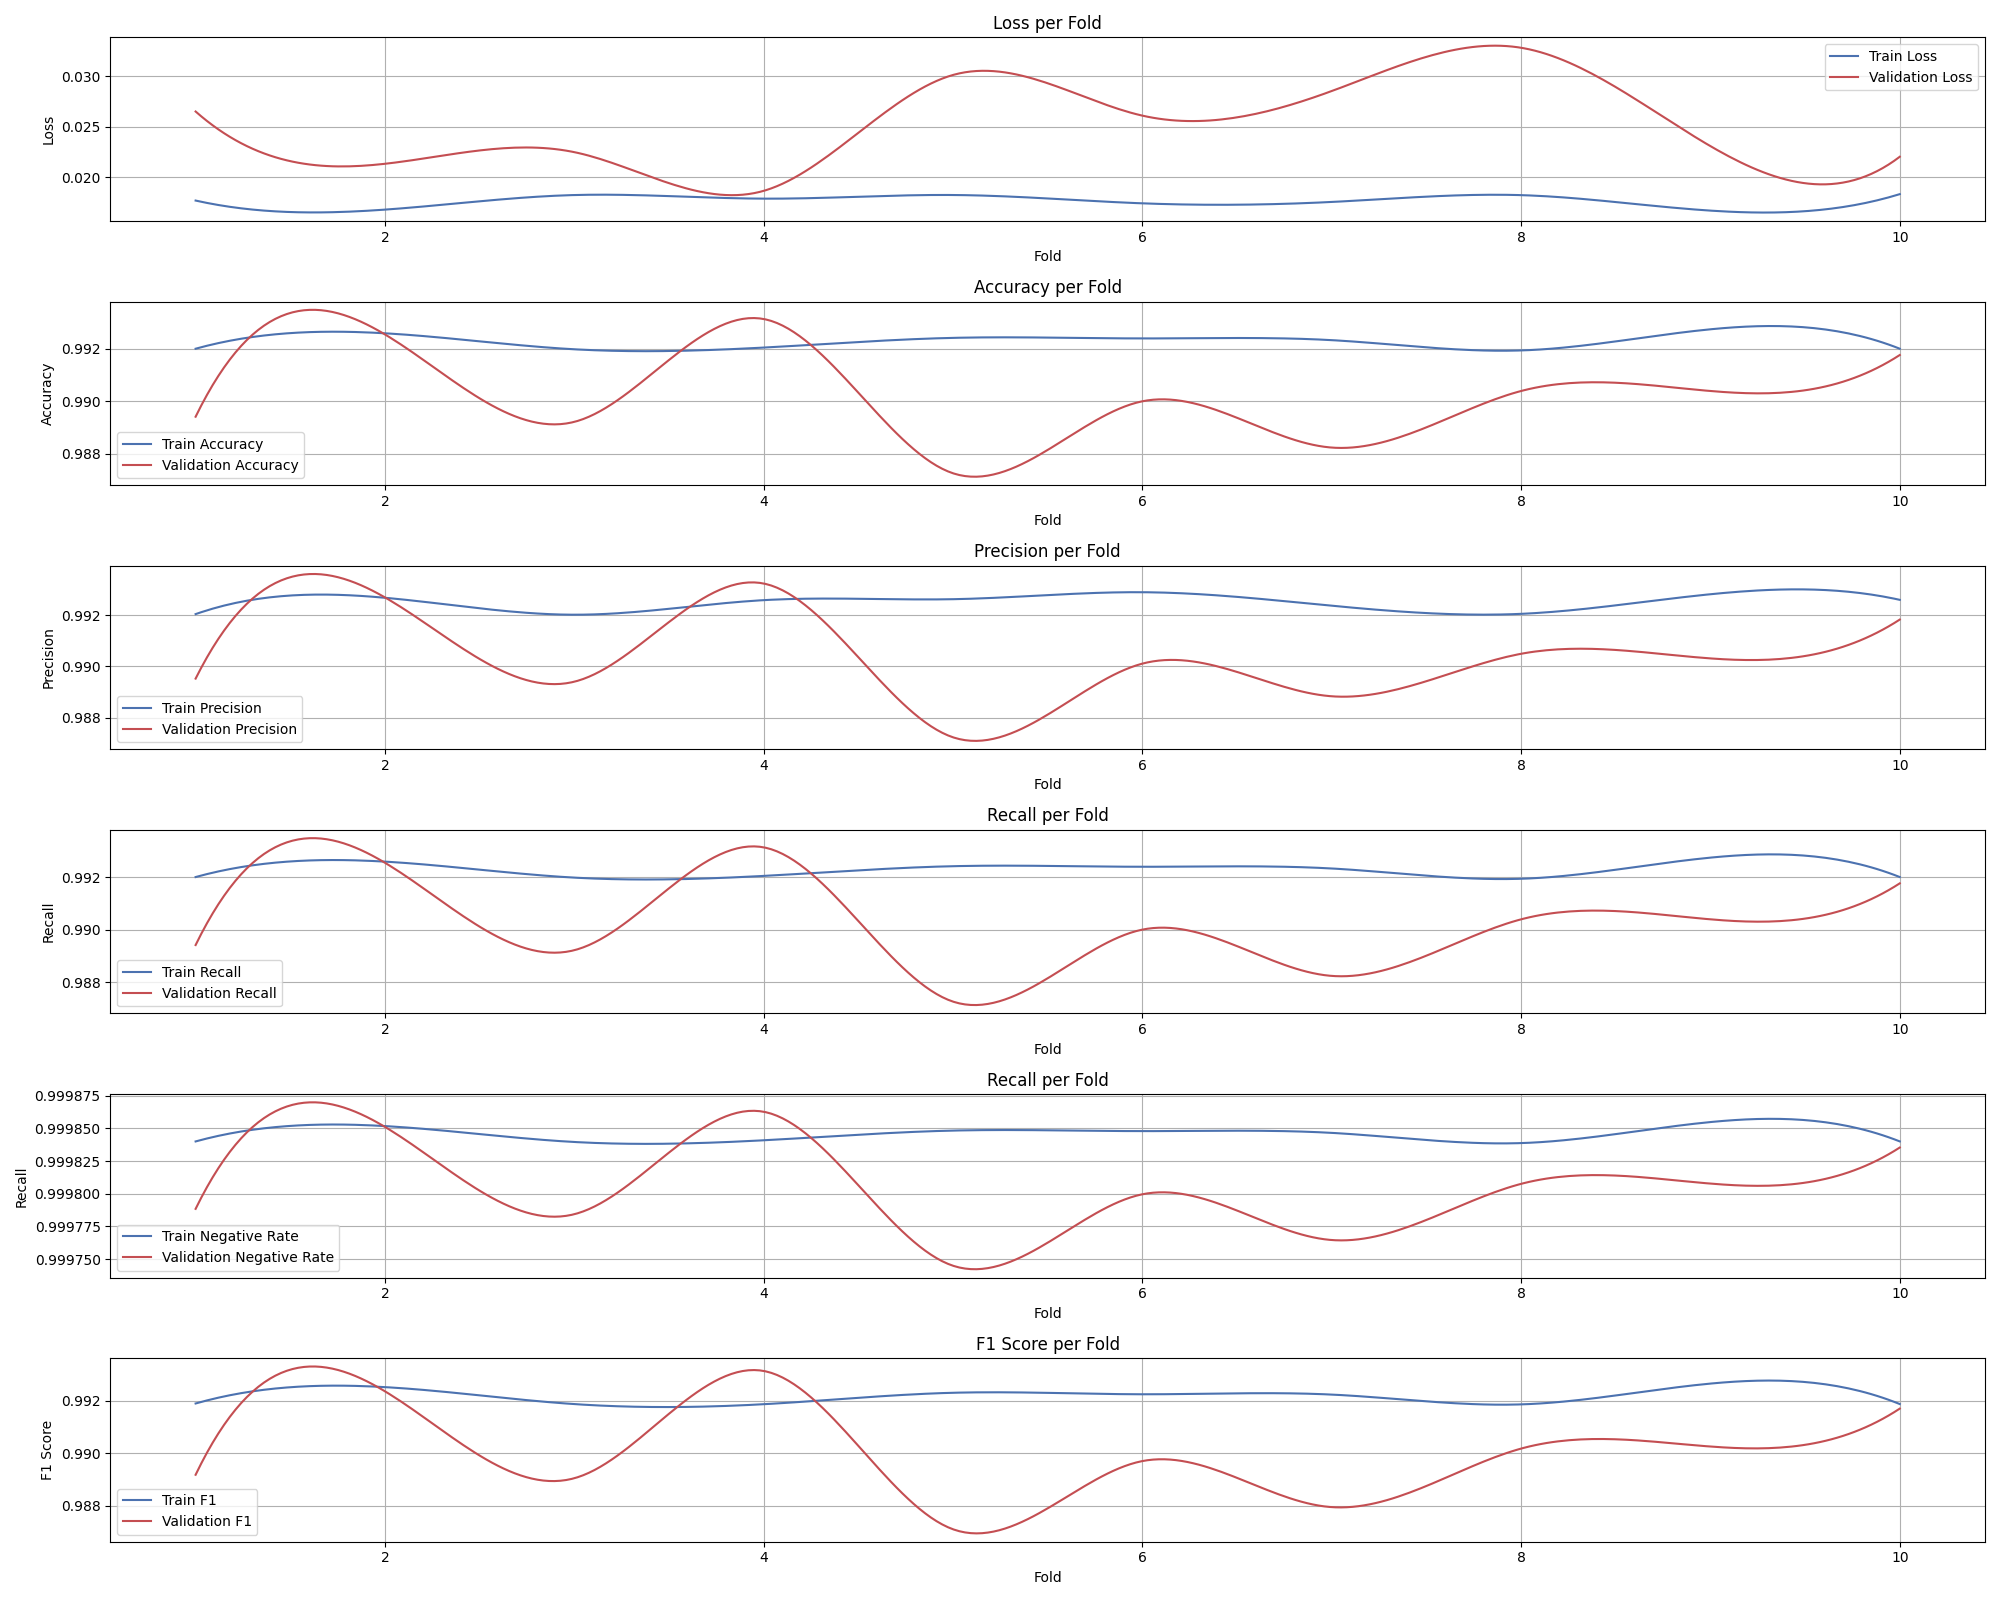 Loss per Fold
Train Loss
Validation Loss
0.030
0.025
0.020
Loss
2 4 6 8 10
Fold
Accuracy per Fold
0.992
0.990
0.988
Accuracy
Train Accuracy
Validation Accuracy
2 4 6 8 10
Fold
Precision per Fold
0.992
0.990
0.988
Precision
Train Precision
Validation Precision
2 4 6 8 10
Fold
Recall per Fold
0.992
0.990
0.988
Recall
Train Recall
Validation Recall
2 4 6 8 10
Fold
Recall per Fold
0.999875
0.999850
0.999825
0.999800
0.999775
0.999750
Recall
Train Negative Rate
Validation Negative Rate
2 4 6 8 10
Fold
F1 Score per Fold
0.992
0.990
0.988
F1 Score
Train F1
Validation F1
2 4 6 8 10
Fold